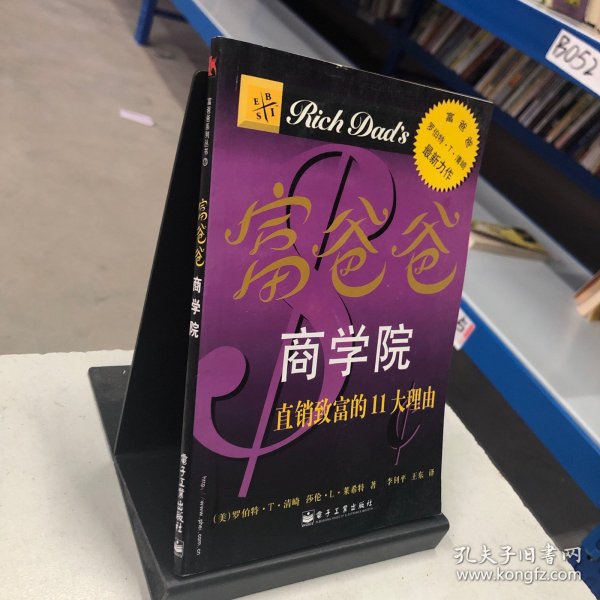 E B
S I
Rich Dad's
富爸爸
罗伯特·T·清崎
最新力作
富爸爸
商学院
直销致富的11大理由
(美)罗伯特·T·清崎 莎伦·L·莱希特 著
李钊平 王东 译
电子工业出版社
富爸爸
商学院
电子工业出版社
B052
孔夫子旧书网
www.kongfz.com